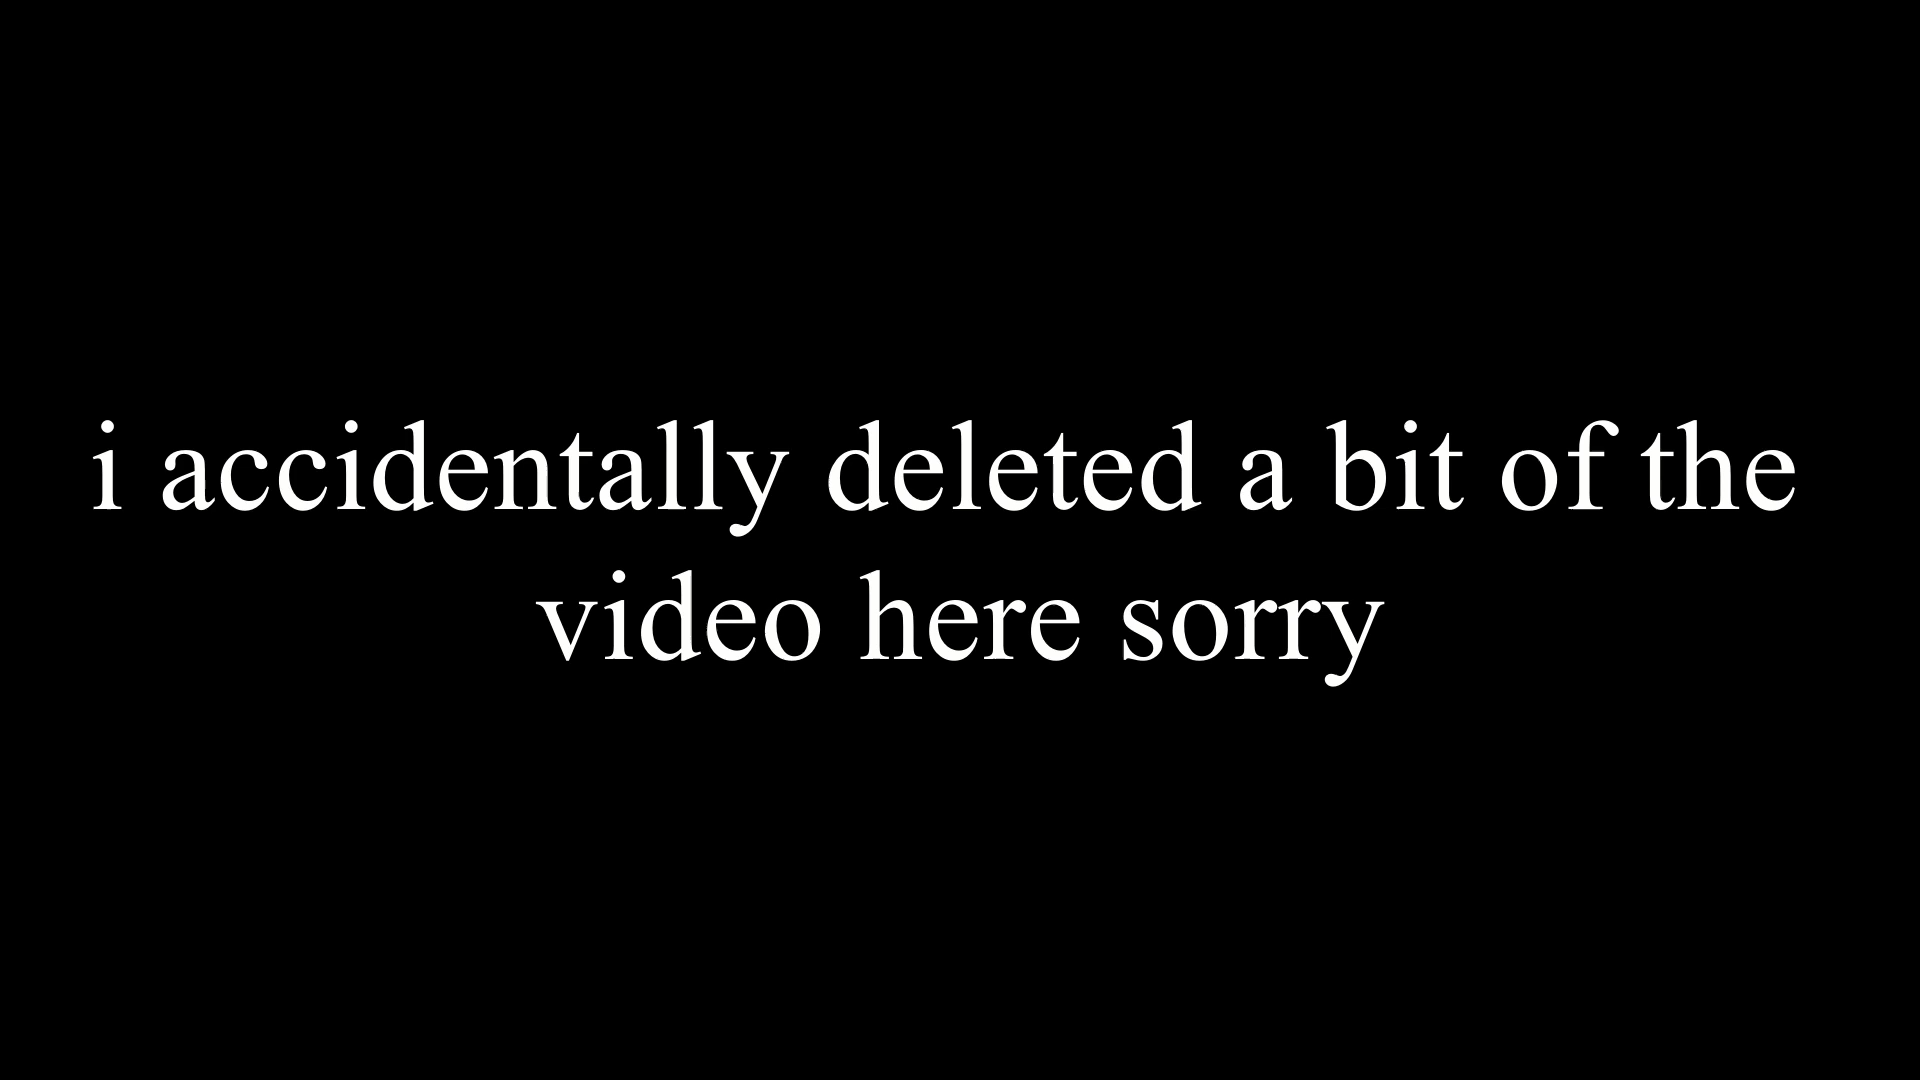 i accidentally deleted a bit of the
video here sorry